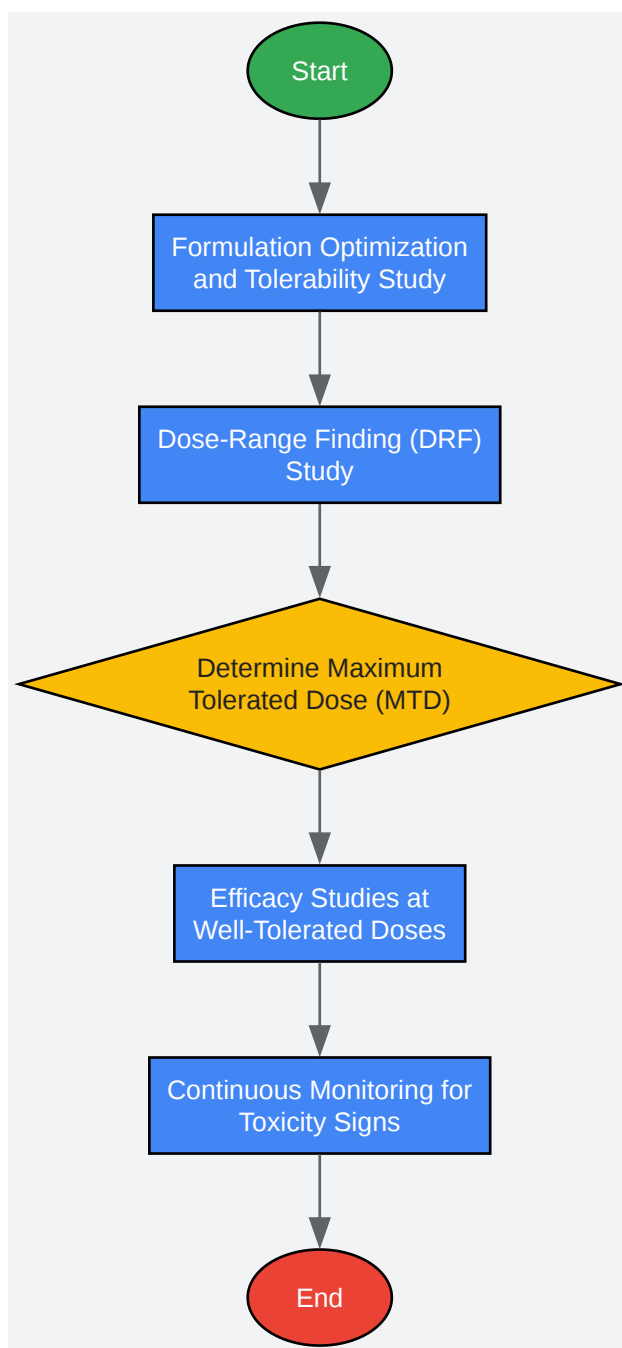 Start
Formulation Optimization
and Tolerability Study
Dose-Range Finding (DRF)
Study
Determine Maximum
Tolerated Dose (MTD)
Efficacy Studies at
Well-Tolerated Doses
Continuous Monitoring for
Toxicity Signs
End